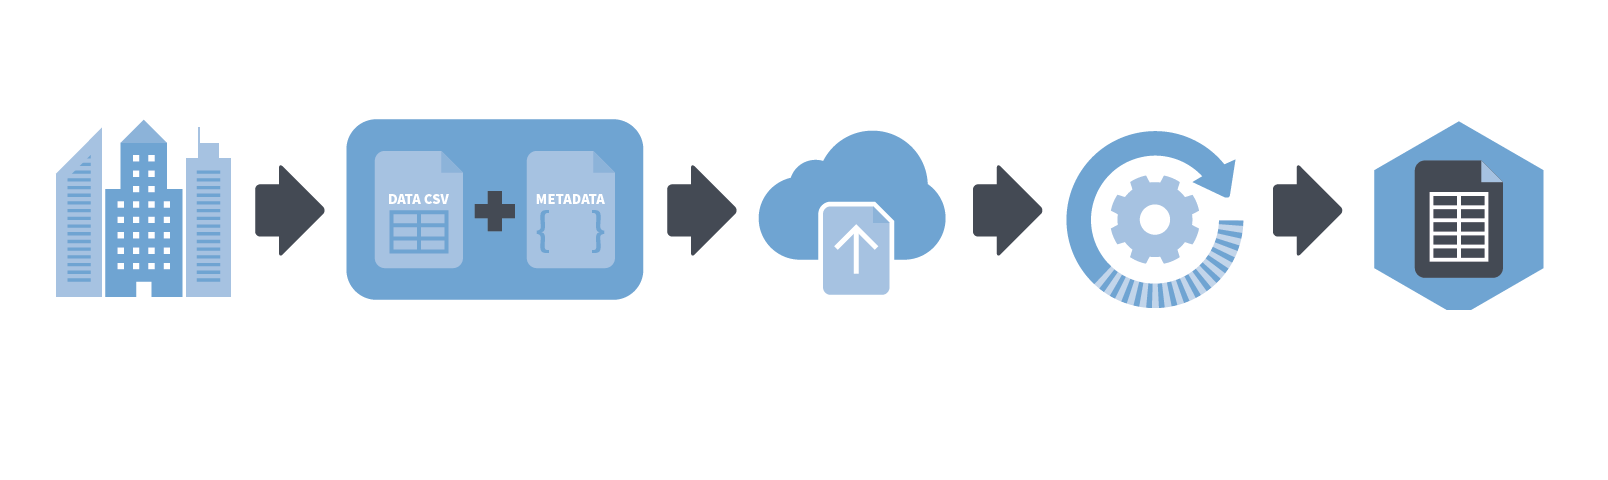 DATA CSV
METADATA
{ }